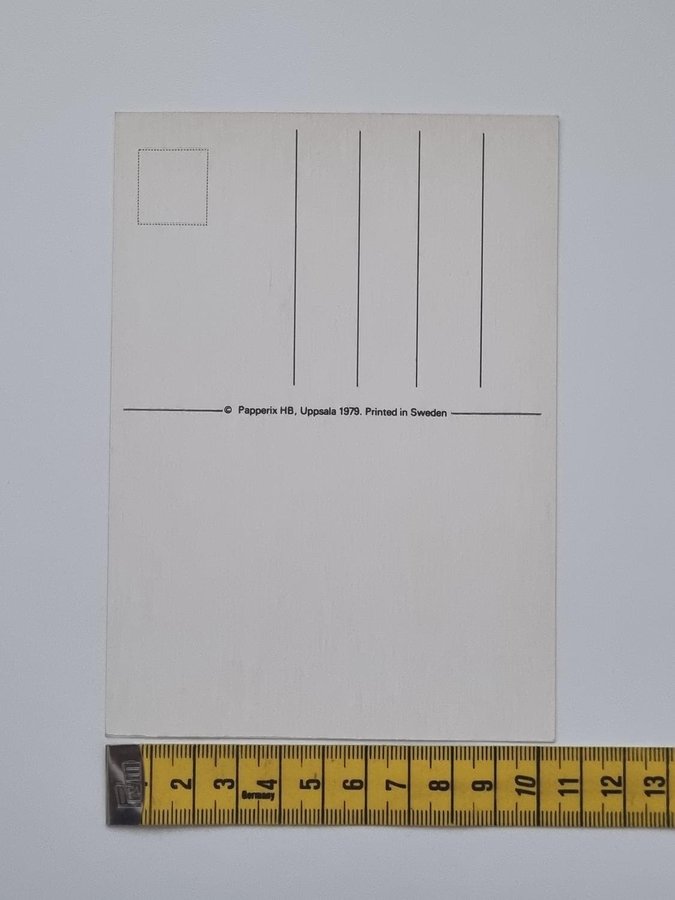 © Papperix HB, Uppsala 1979. Printed in Sweden
2 3 4 5 6 7 8 9 10 11 12 13
Germany